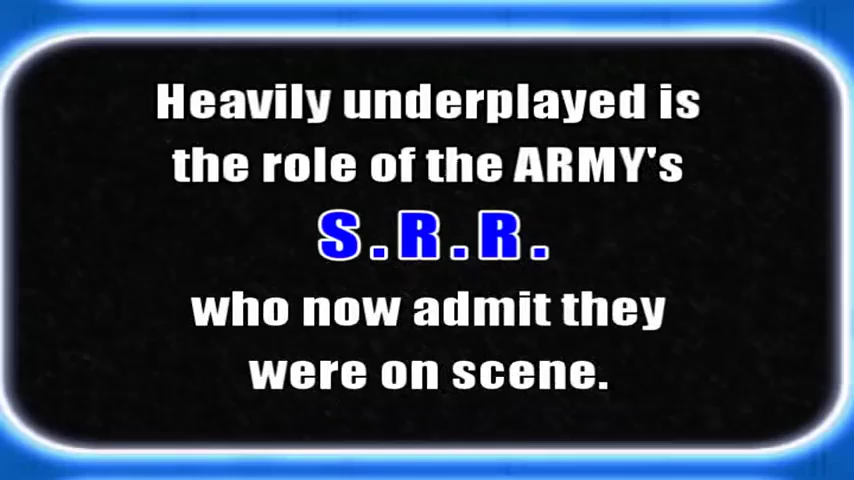 Heavily underplayed is
the role of the ARMY's
S.R.R.
who now admit they
were on scene.